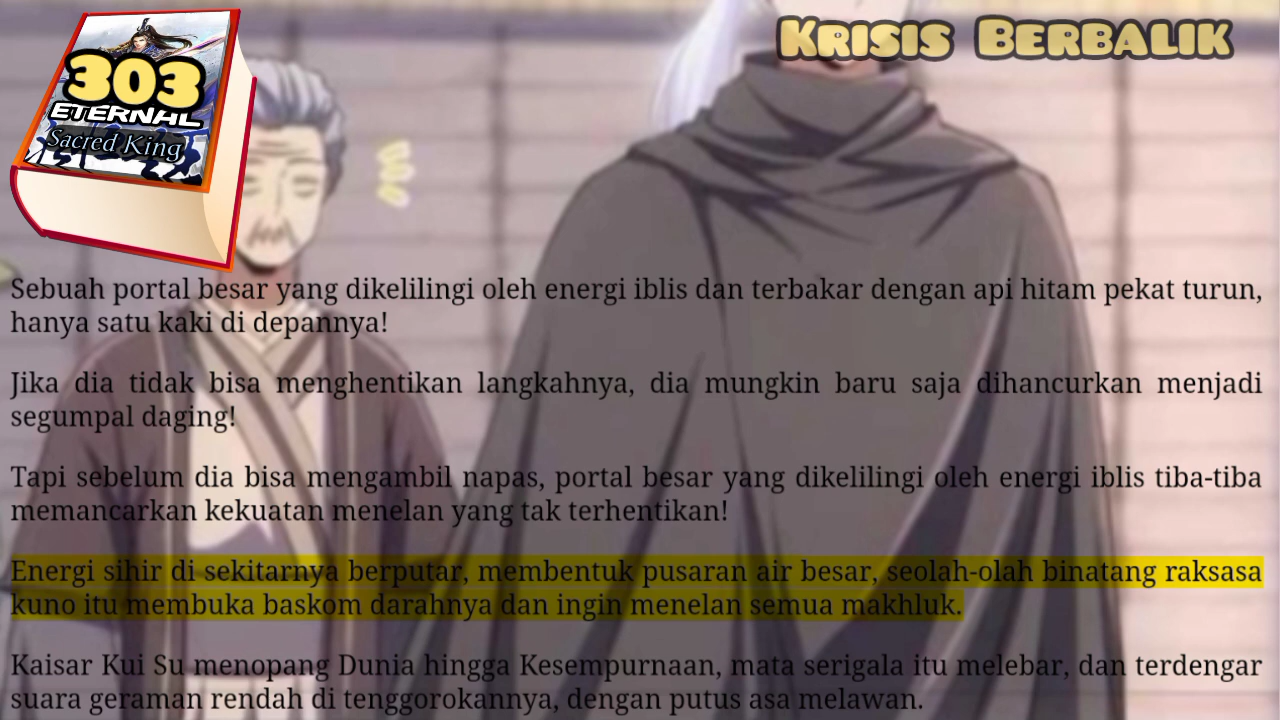 Krisis Berbalik
303
ETERNAL
Sacred King
Sebuah portal besar yang dikelilingi oleh energi iblis dan terbakar dengan api hitam pekat turun,
hanya satu kaki di depannya!
Jika dia tidak bisa menghentikan langkahnya, dia mungkin baru saja dihancurkan menjadi
segumpal daging!
Tapi sebelum dia bisa mengambil napas, portal besar yang dikelilingi oleh energi iblis tiba-tiba
memancarkan kekuatan menelan yang tak terhentikan!
Energi sihir di sekitarnya berputar, membentuk pusaran air besar, seolah-olah binatang raksasa
kuno itu membuka baskom darahnya dan ingin menelan semua makhluk.
Kaisar Kui Su menopang Dunia hingga Kesempurnaan, mata serigala itu melebar, dan terdengar
suara geraman rendah di tenggorokannya, dengan putus asa melawan.